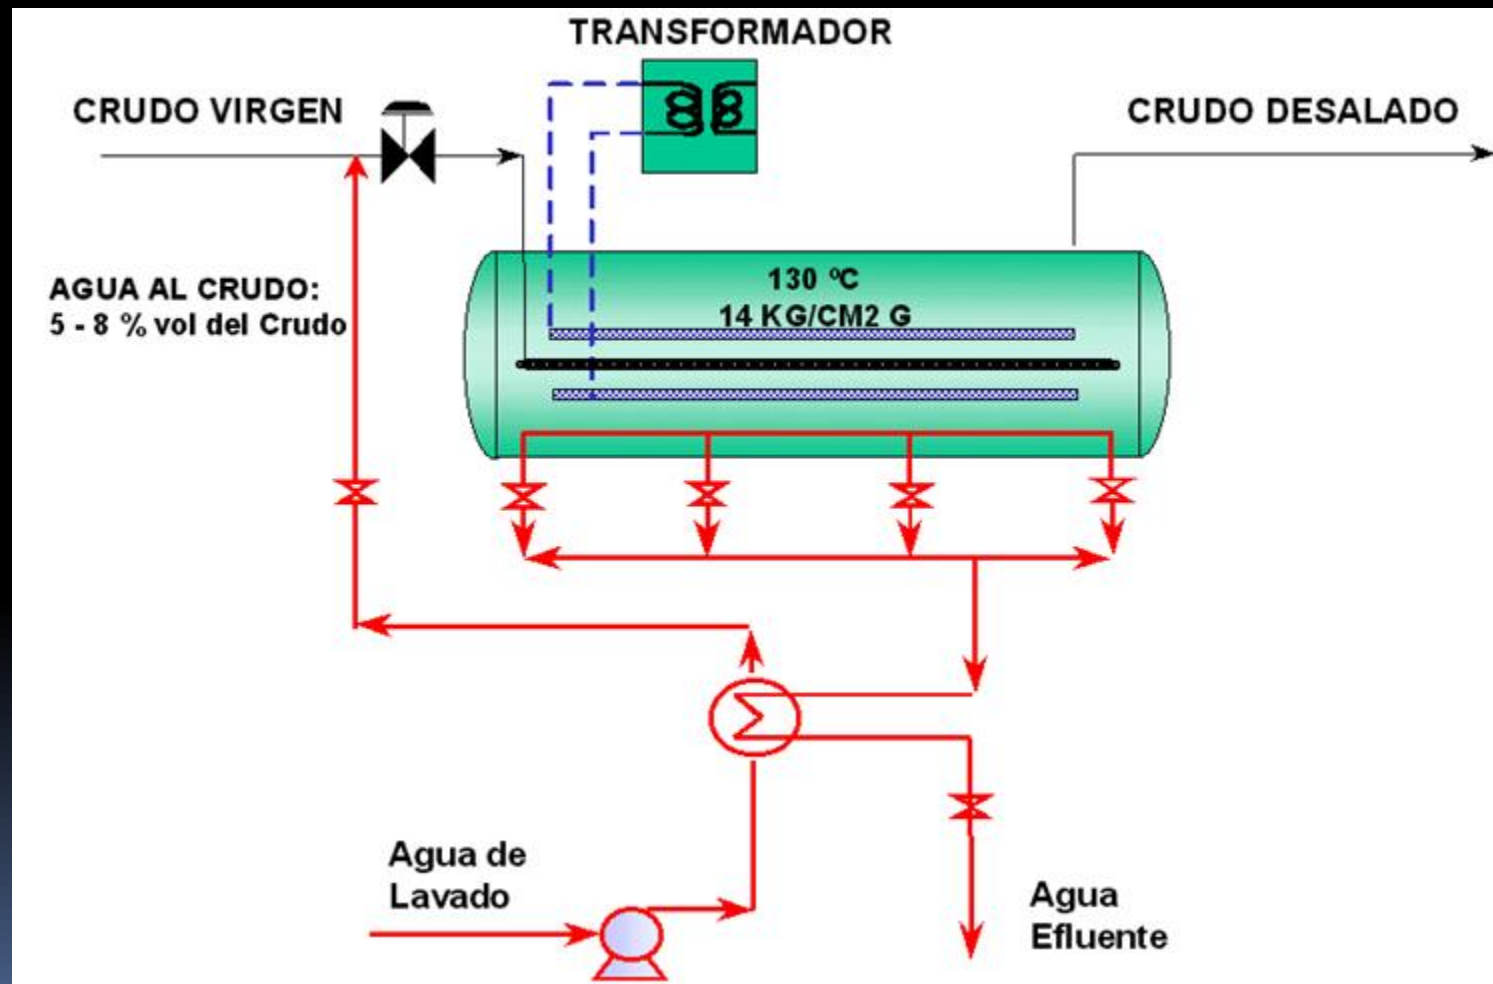 TRANSFORMADOR
CRUDO VIRGEN
CRUDO DESALADO
AGUA AL CRUDO:
5 - 8 % vol del Crudo
130 ºC
14 KG/CM2 G
Agua de
Lavado
Agua
Efluente